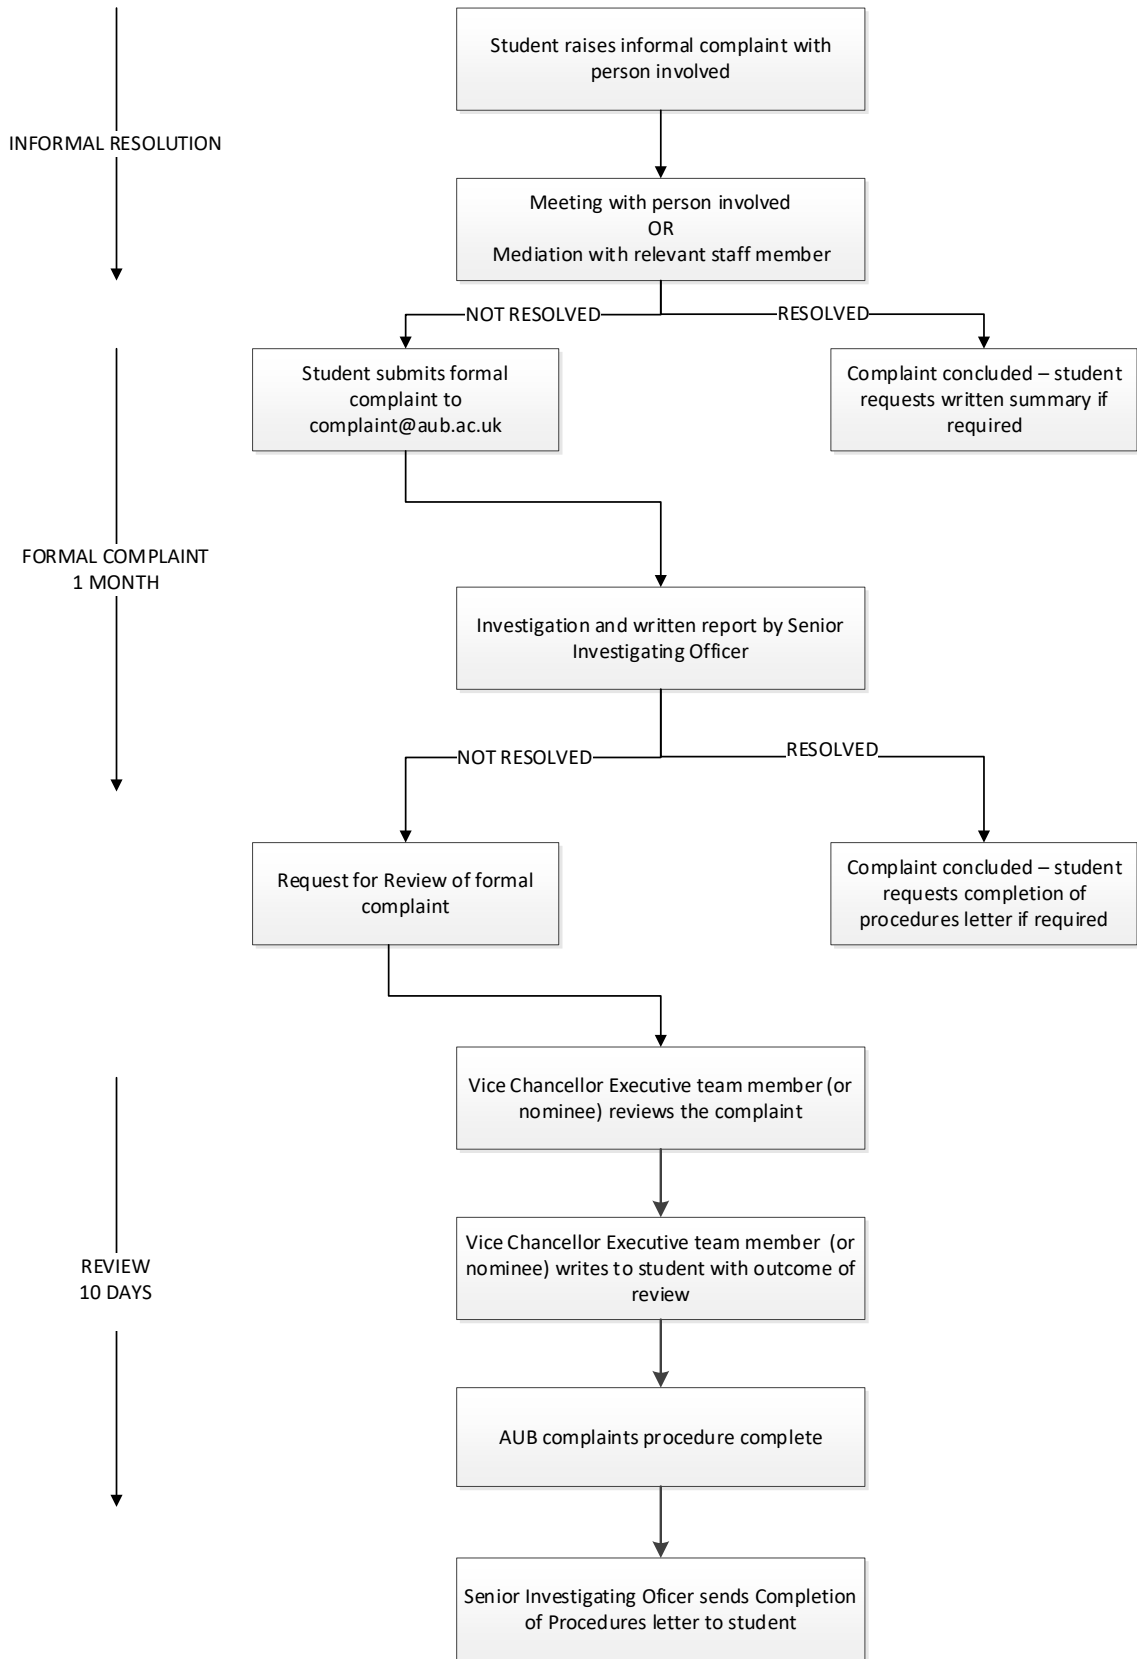 Student raises informal complaint with
person involved
INFORMAL RESOLUTION
Meeting with person involved
OR
Mediation with relevant staff member
NOT RESOLVED
RESOLVED
Student submits formal
complaint to
complaint@aub.ac.uk
Complaint concluded – student
requests written summary if
required
FORMAL COMPLAINT
1 MONTH
Investigation and written report by Senior
Investigating Officer
NOT RESOLVED
RESOLVED
Request for Review of formal
complaint
Complaint concluded – student
requests completion of
procedures letter if required
Vice Chancellor Executive team member (or
nominee) reviews the complaint
Vice Chancellor Executive team member  (or
nominee) writes to student with outcome of
review
REVIEW
10 DAYS
AUB complaints procedure complete
Senior Investigating Oficer sends Completion
of Procedures letter to student